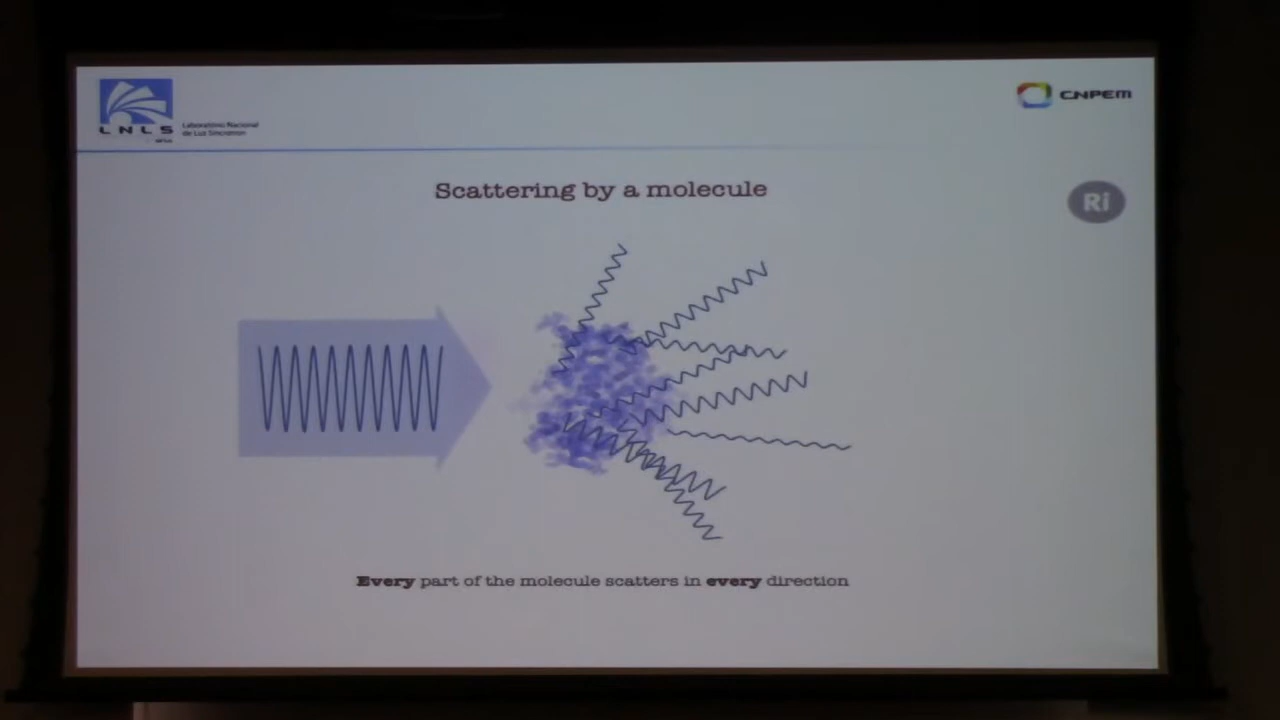 LNLS
Laboratório Nacional
de Luz Síncrotron
CNPEM
Scattering by a molecule
Ri
Every part of the molecule scatters in every direction